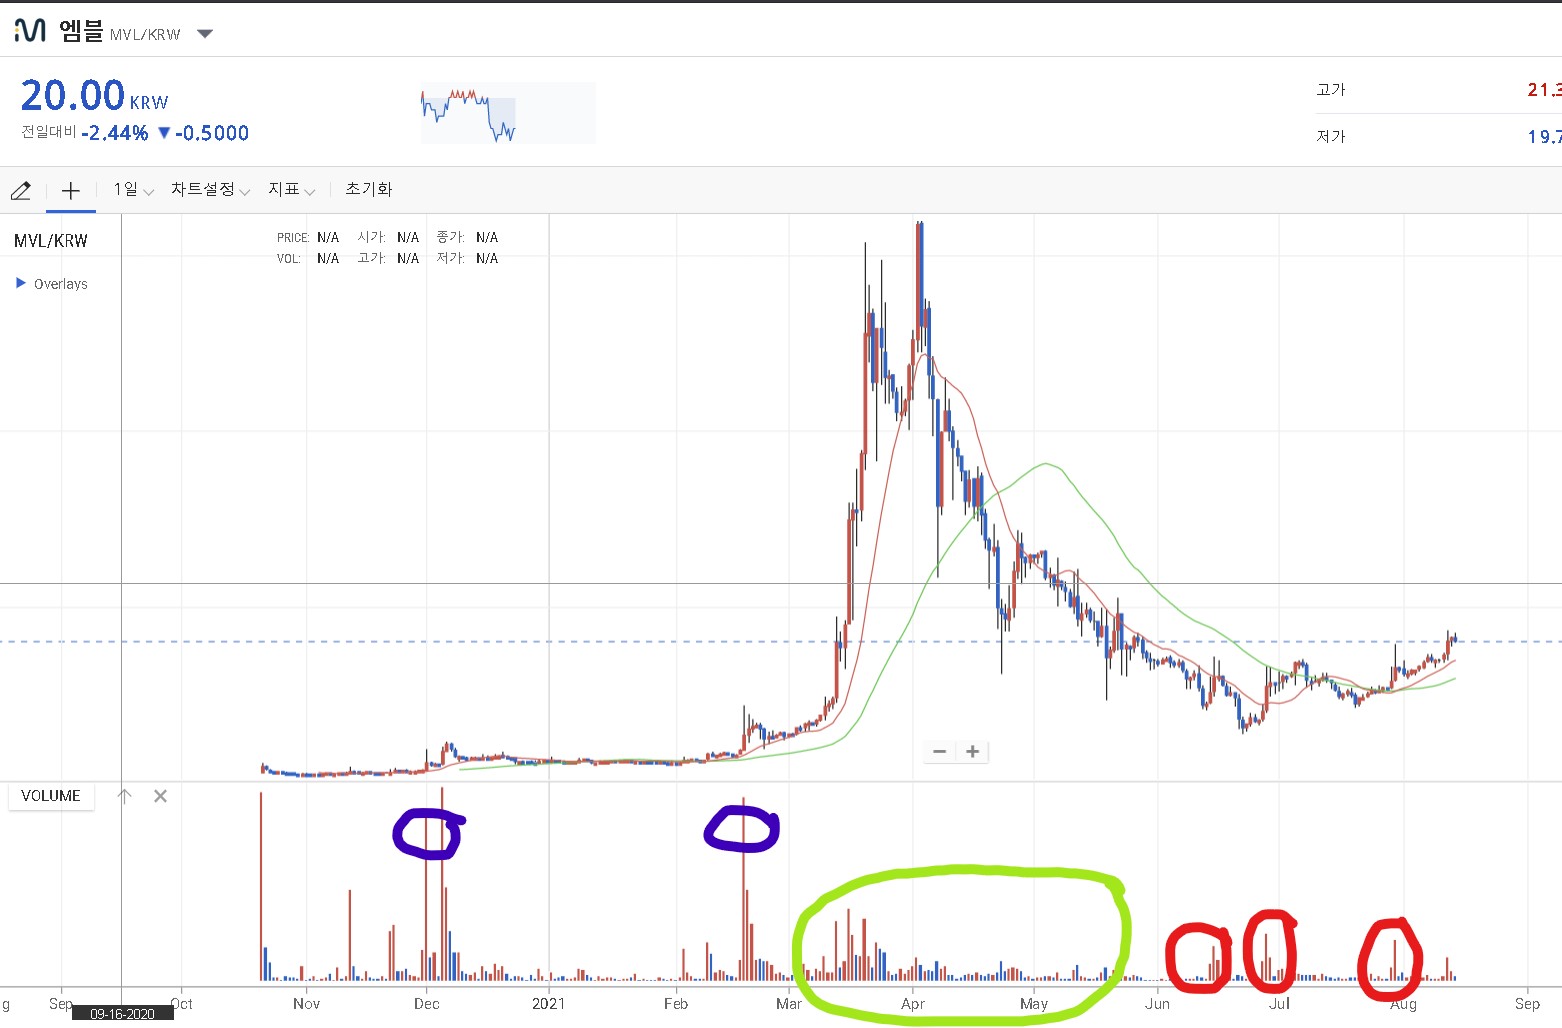 엠블 MVL/KRW
20.00 KRW
전일대비 -2.44% ▼ -0.5000
고가 21.3
저가 19.7
1일 차트설정 지표 초기화
MVL/KRW
PRICE: N/A 시가: N/A 종가: N/A
VOL: N/A 고가: N/A 저가: N/A
Overlays
VOLUME
g Sep Oct Nov Dec 2021 Feb Mar Apr May Jun Jul Aug Sep
09-16-2020